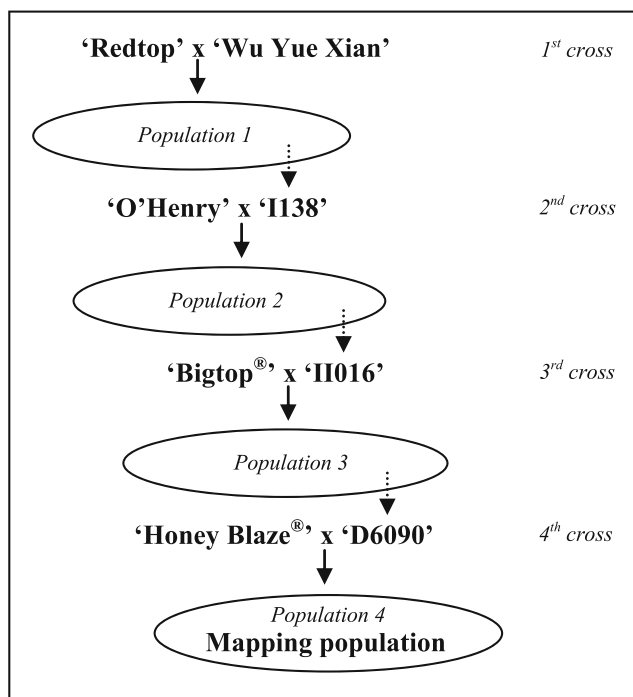 ‘Redtop’ x ‘Wu Yue Xian’ 1st cross
Population 1
‘O’Henry’ x ‘I138’ 2nd cross
Population 2
‘Bigtop®’ x ‘II016’ 3rd cross
Population 3
‘Honey Blaze®’ x ‘D6090’ 4th cross
Population 4
Mapping population